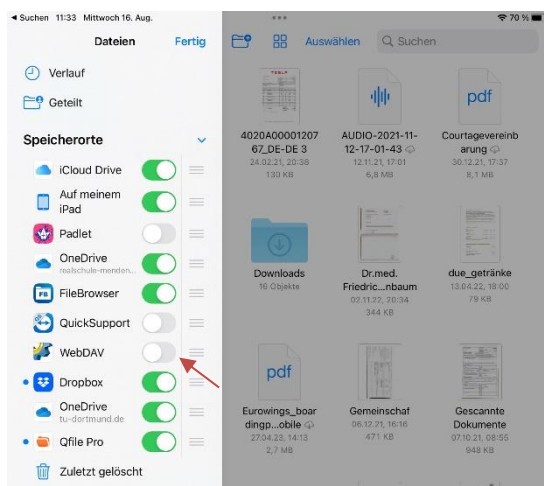 Suchen 11:33 Mittwoch 16. Aug.
70 %
Dateien Fertig
Verlauf
Geteilt
Speicherorte
iCloud Drive
Auf meinem
iPad
Padlet
OneDrive
realschule-menden...
FileBrowser
QuickSupport
WebDAV
Dropbox
OneDrive
tu-dortmund.de
Qfile Pro
Zuletzt gelöscht
Auswählen Suchen
TESLA
4020A00001207
67_DE-DE 3
24.02.21, 20:38
130 KB
AUDIO-2021-11-
12-17-01-43
12.11.21, 17:01
6,8 MB
pdf
Courtagevereinb
arung
30.12.21, 17:37
8,1 MB
Downloads
16 Objekte
Dr.med.
Friedric...nbaum
02.11.22, 20:34
344 KB
due_getränke
13.04.22, 18:00
79 KB
pdf
Eurowings_boar
dingp...obile
27.04.23, 14:13
2,7 MB
Gemeinschaf
06.12.21, 16:16
471 KB
Gescannte
Dokumente
07.10.21, 08:55
948 KB